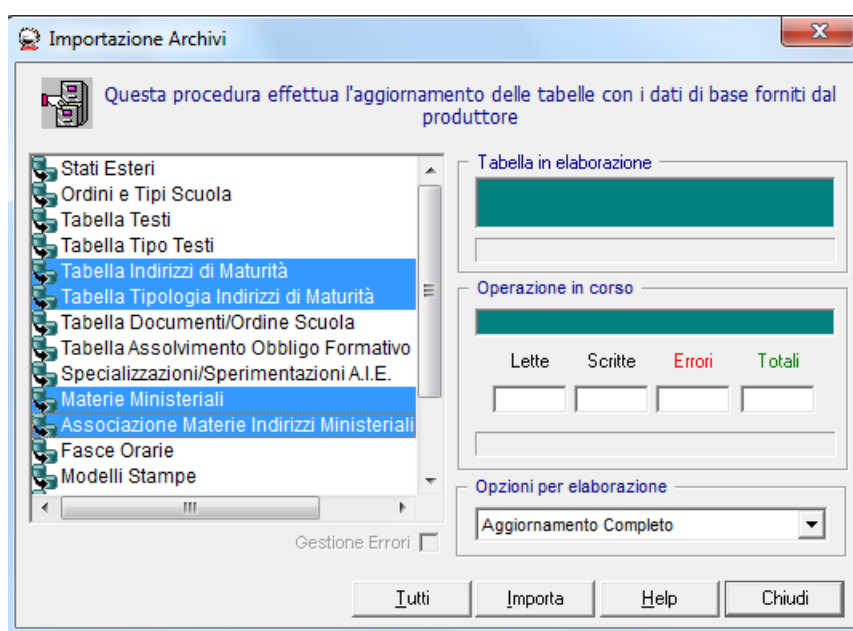 Importazione Archivi
Questa procedura effettua l'aggiornamento delle tabelle con i dati di base forniti dal
produttore
Stati Esteri
Ordini e Tipi Scuola
Tabella Testi
Tabella Tipo Testi
Tabella Indirizzi di Maturità
Tabella Tipologia Indirizzi di Maturità
Tabella Documenti/Ordine Scuola
Tabella Assolvimento Obbligo Formativo
Specializzazioni/Sperimentazioni A.I.E.
Materie Ministeriali
Associazione Materie Indirizzi Ministeriali
Fasce Orarie
Modelli Stampe
Gestione Errori
Tabella in elaborazione
Operazione in corso
Lette Scritte Errori Totali
Opzioni per elaborazione
Aggiornamento Completo
Tutti Importa Help Chiudi